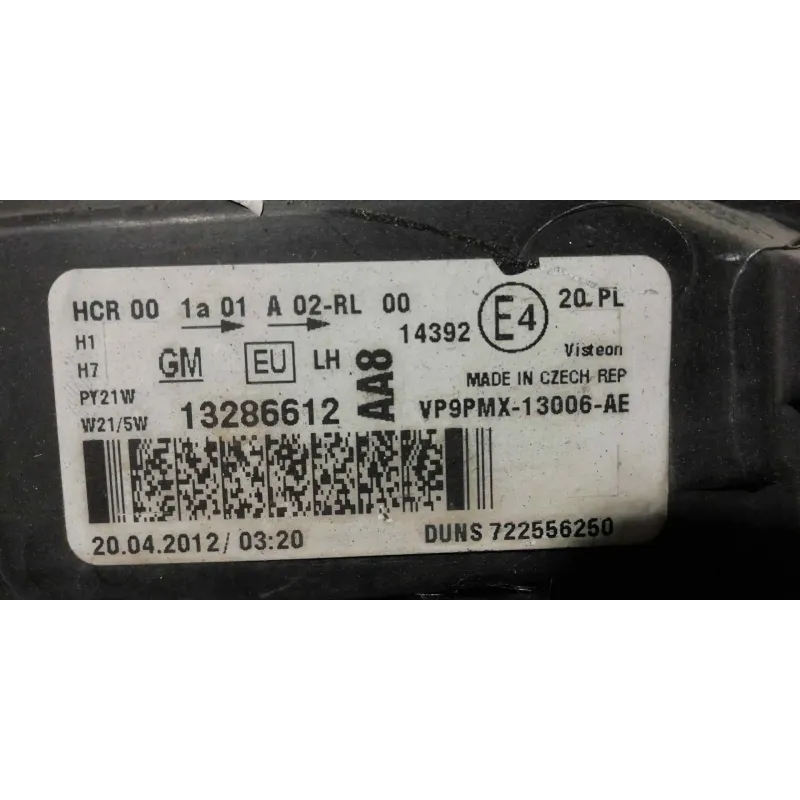 HCR 00 1a 01 A 02-RL 00
14392 E4 20 PL
H1
H7 GM EU LH AA8
Visteon
MADE IN CZECH REP
PY21W
W21/5W 13286612 VP9PMX-13006-AE
20.04.2012/ 03:20 DUNS 722556250